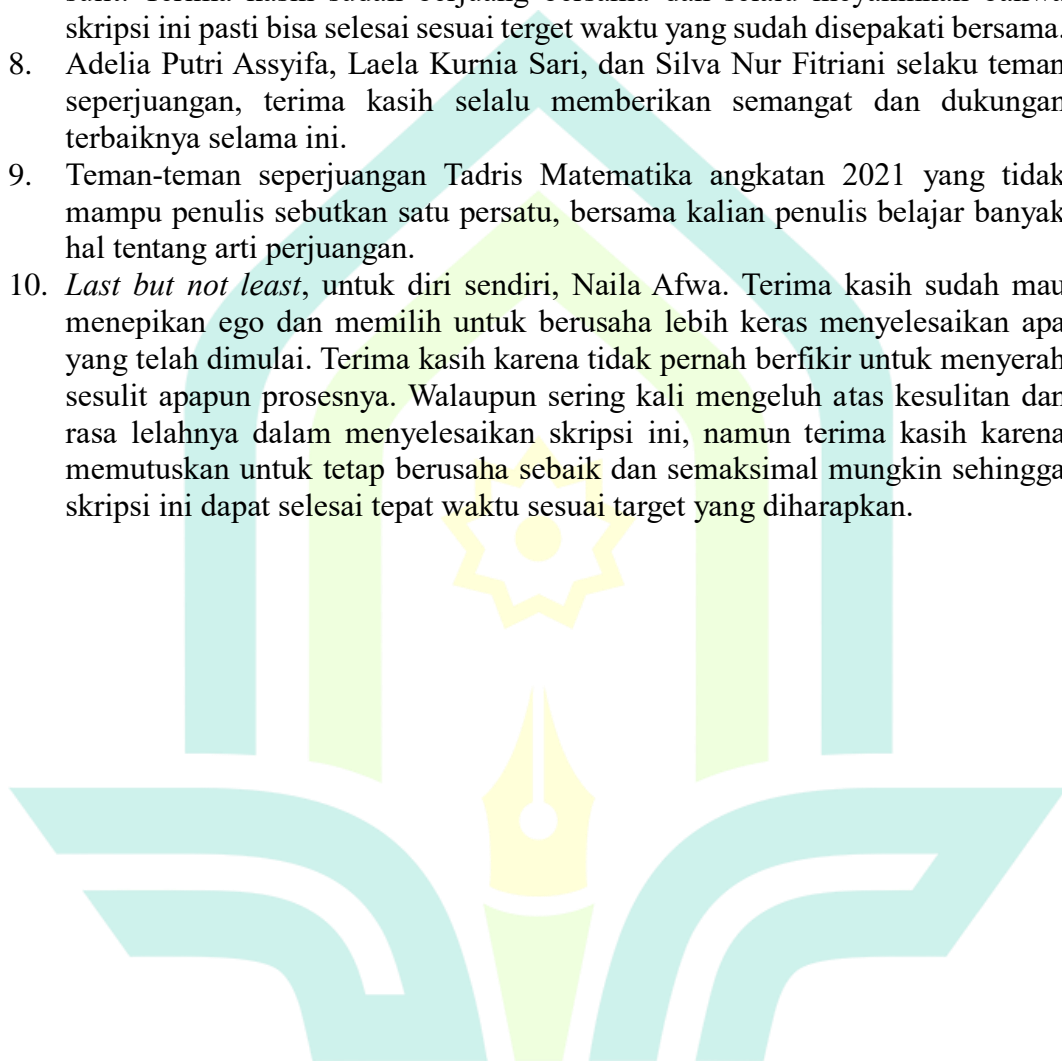 skripsi ini pasti bisa selesai sesuai terget waktu yang sudah disepakati bersama.
8. Adelia Putri Assyifa, Laela Kurnia Sari, dan Silva Nur Fitriani selaku teman
seperjuangan, terima kasih selalu memberikan semangat dan dukungan
terbaiknya selama ini.
9. Teman-teman seperjuangan Tadris Matematika angkatan 2021 yang tidak
mampu penulis sebutkan satu persatu, bersama kalian penulis belajar banyak
hal tentang arti perjuangan.
10. Last but not least, untuk diri sendiri, Naila Afwa. Terima kasih sudah mau
menepikan ego dan memilih untuk berusaha lebih keras menyelesaikan apa
yang telah dimulai. Terima kasih karena tidak pernah berfikir untuk menyerah
sesulit apapun prosesnya. Walaupun sering kali mengeluh atas kesulitan dan
rasa lelahnya dalam menyelesaikan skripsi ini, namun terima kasih karena
memutuskan untuk tetap berusaha sebaik dan semaksimal mungkin sehingga
skripsi ini dapat selesai tepat waktu sesuai target yang diharapkan.